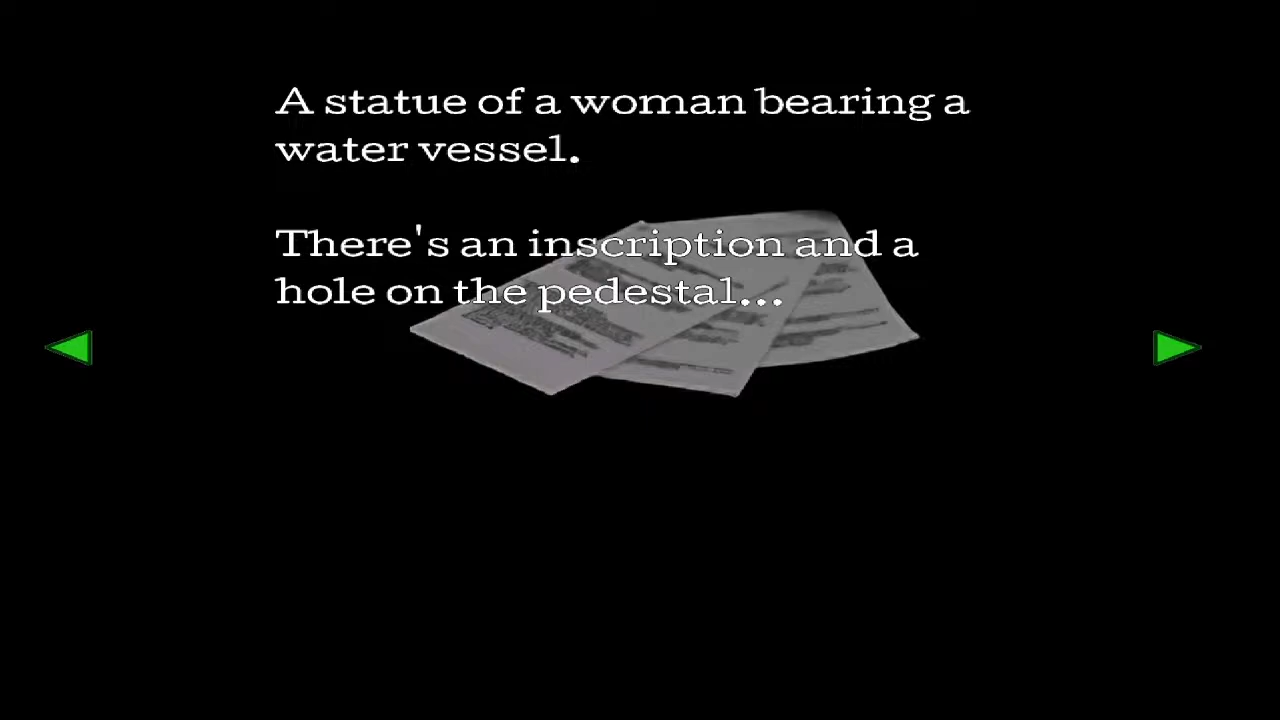 A statue of a woman bearing a
water vessel.
There's an inscription and a
hole on the pedestal...